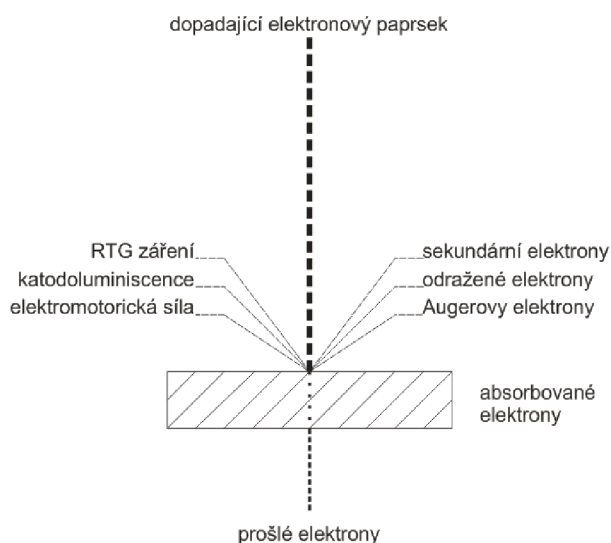 dopadající elektronový paprsek
RTG záření
katodoluminiscence
elektromotorická síla
sekundární elektrony
odražené elektrony
Augerovy elektrony
absorbované
elektrony
prošlé elektrony